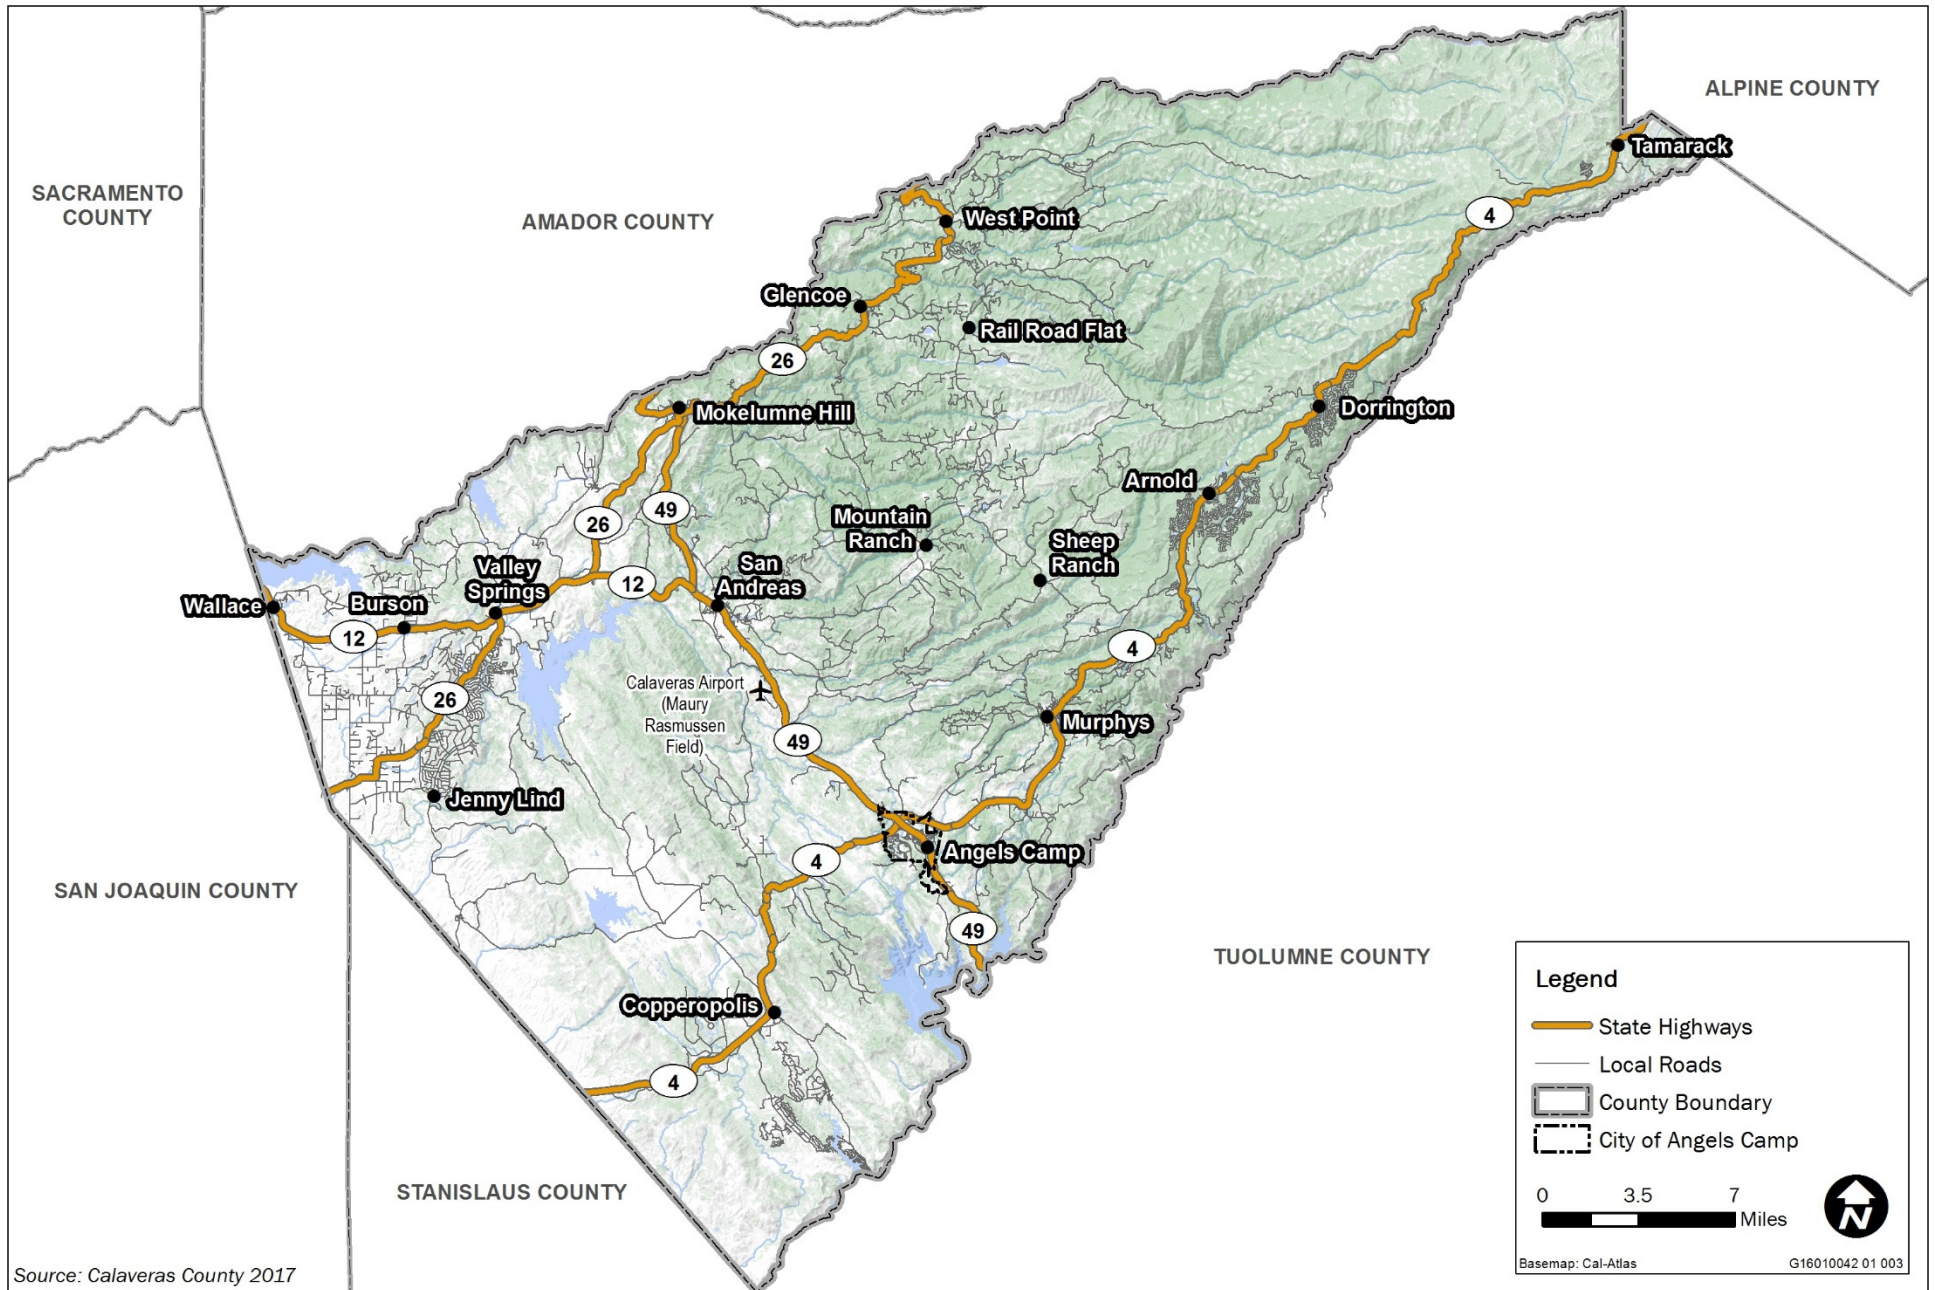 ALPINE COUNTY
Tamarack
SACRAMENTO
COUNTY
AMADOR COUNTY
West Point
4
Glencoe
Rail Road Flat
26
Mokelumne Hill
Dorrington
Arnold
49
26
Mountain
Ranch
Sheep
Ranch
Valley
Springs
12
San
Andreas
Wallace
Burson
12
4
26
Calaveras Airport
(Maury
Rasmussen
Field)
Murphys
49
Jenny Lind
4
Angels Camp
SAN JOAQUIN COUNTY
49
TUOLUMNE COUNTY
Copperopolis
4
STANISLAUS COUNTY
Legend
State Highways
Local Roads
County Boundary
City of Angels Camp
0 3.5 7
Miles
N
Basemap: Cal-Atlas G16010042 01 003
Source: Calaveras County 2017